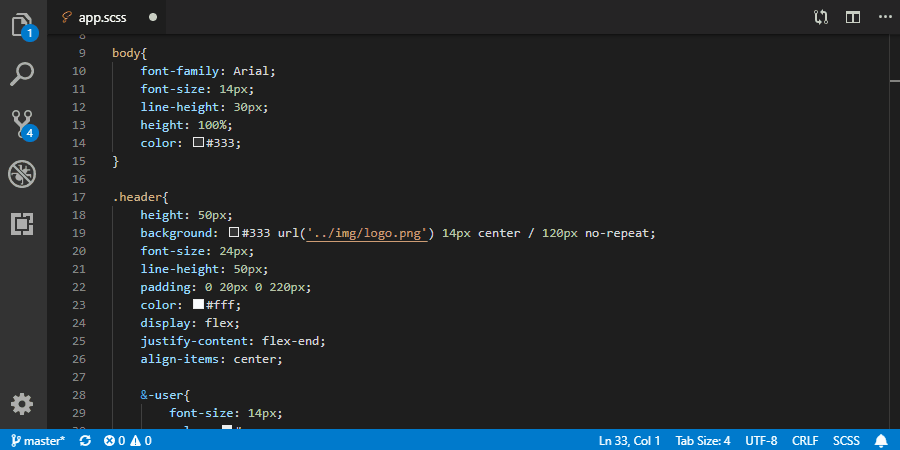 app.scss
1
4
8
9 body{
10 font-family: Arial;
11 font-size: 14px;
12 line-height: 30px;
13 height: 100%;
14 color: #333;
15 }
16
17 .header{
18 height: 50px;
19 background: #333 url('../img/logo.png') 14px center / 120px no-repeat;
20 font-size: 24px;
21 line-height: 50px;
22 padding: 0 20px 0 220px;
23 color: #fff;
24 display: flex;
25 justify-content: flex-end;
26 align-items: center;
27
28 &-user{
29 font-size: 14px;
master* 0 0 Ln 33, Col 1 Tab Size: 4 UTF-8 CRLF SCSS